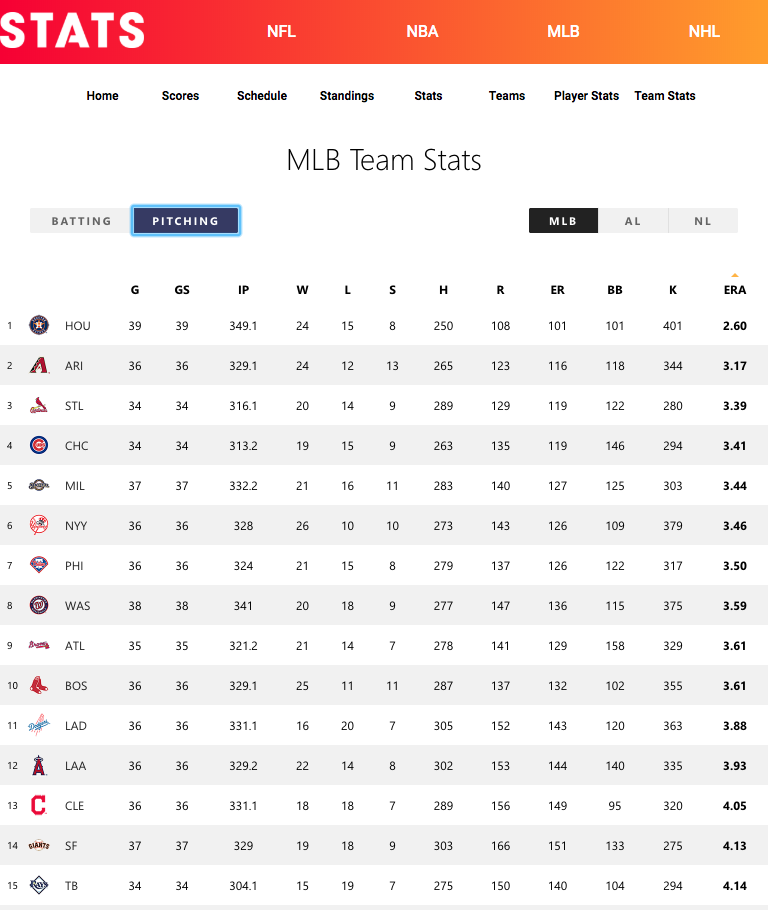 STATS NFL NBA MLB NHL
Home Scores Schedule Standings Stats Teams Player Stats Team Stats
MLB Team Stats
BATTING PITCHING MLB AL NL
G GS IP W L S H R ER BB K ERA
1 HOU 39 39 349.1 24 15 8 250 108 101 101 401 2.60
2 ARI 36 36 329.1 24 12 13 265 123 116 118 344 3.17
3 STL 34 34 316.1 20 14 9 289 129 119 122 280 3.39
4 CHC 34 34 313.2 19 15 9 263 135 119 146 294 3.41
5 MIL 37 37 332.2 21 16 11 283 140 127 125 303 3.44
6 NYY 36 36 328 26 10 10 273 143 126 109 379 3.46
7 PHI 36 36 324 21 15 8 279 137 126 122 317 3.50
8 WAS 38 38 341 20 18 9 277 147 136 115 375 3.59
9 ATL 35 35 321.2 21 14 7 278 141 129 158 329 3.61
10 BOS 36 36 329.1 25 11 11 287 137 132 102 355 3.61
11 LAD 36 36 331.1 16 20 7 305 152 143 120 363 3.88
12 LAA 36 36 329.2 22 14 8 302 153 144 140 335 3.93
13 CLE 36 36 331.1 18 18 7 289 156 149 95 320 4.05
14 SF 37 37 329 19 18 9 303 166 151 133 275 4.13
15 TB 34 34 304.1 15 19 7 275 150 140 104 294 4.14